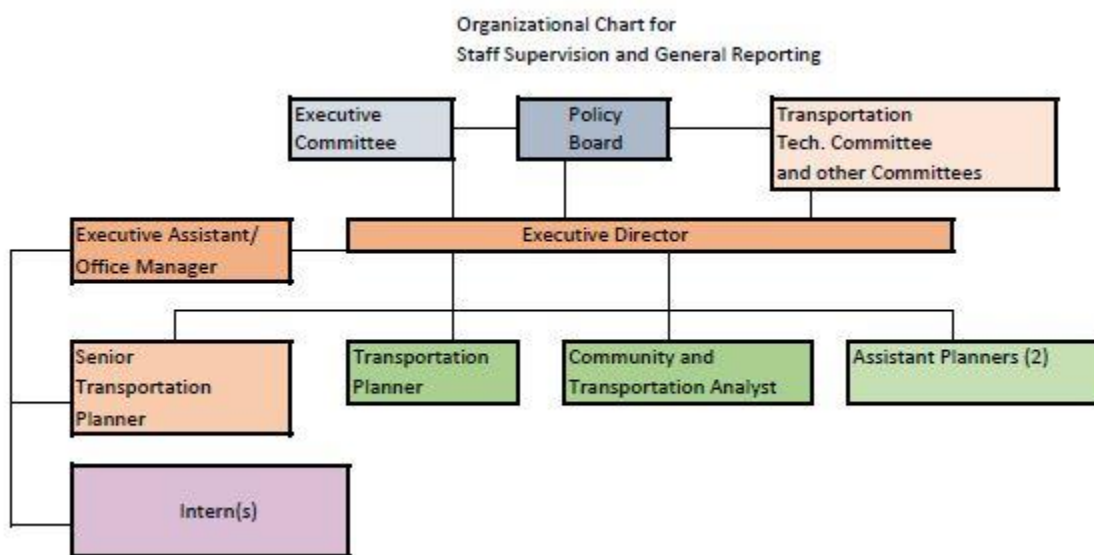 Organizational Chart for
Staff Supervision and General Reporting
Executive
Committee
Policy
Board
Transportation
Tech. Committee
and other Committees
Executive Assistant/
Office Manager
Executive Director
Senior
Transportation
Planner
Transportation
Planner
Community and
Transportation Analyst
Assistant Planners (2)
Intern(s)